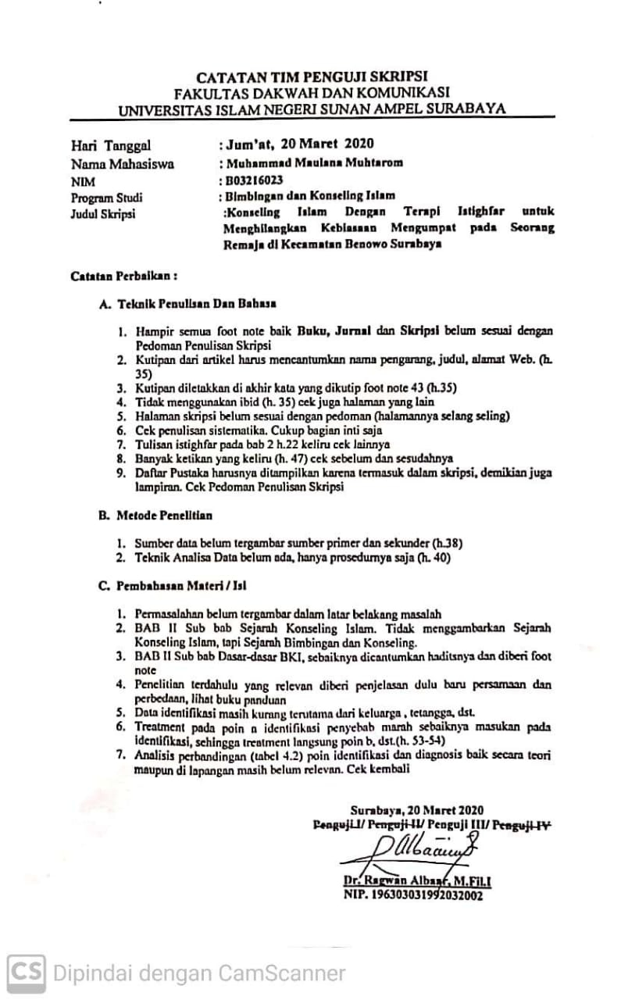 CATATAN TIM PENGUJI SKRIPSI
FAKULTAS DAKWAH DAN KOMUNIKASI
UNIVERSITAS ISLAM NEGERI SUNAN AMPEL SURABAYA
Hari Tanggal : Jum'at, 20 Maret 2020
Nama Mahasiswa : Muhammad Maulana Muhtarom
NIM : B03216023
Program Studi : Bimbingan dan Konseling Islam
Judul Skripsi :Konseling Islam Dengan Terapi Istighfar untuk
Menghilangkan Kebiasaan Mengumpat pada Seorang
Remaja di Kecamatan Benowo Surabaya
Catatan Perbaikan :
A. Teknik Penulisan Dan Bahasa
1. Hampir semua foot note baik Buku, Jurnal dan Skripsi belum sesuai dengan
Pedoman Penulisan Skripsi
2. Kutipan dari artikel harus mencantumkan nama pengarang, judul, alamat Web. (h.
35)
3. Kutipan diletakkan di akhir kata yang dikutip foot note 43 (h.35)
4. Tidak menggunakan ibid (h. 35) cek juga halaman yang lain
5. Halaman skripsi belum sesuai dengan pedoman (halamannya selang seling)
6. Cek penulisan sistematika. Cukup bagian inti saja
7. Tulisan istighfar pada bab 2 h.22 keliru cek lainnya
8. Banyak ketikan yang keliru (h. 47) cek sebelum dan sesudahnya
9. Daftar Pustaka harusnya ditampilkan karena termasuk dalam skripsi, demikian juga
lampiran. Cek Pedoman Penulisan Skripsi
B. Metode Penelitian
1. Sumber data belum tergambar sumber primer dan sekunder (h.38)
2. Teknik Analisa Data belum ada, hanya prosedurnya saja (h. 40)
C. Pembahasan Materi / Isi
1. Permasalahan belum tergambar dalam latar belakang masalah
2. BAB II Sub bab Sejarah Konseling Islam. Tidak menggambarkan Sejarah
Konseling Islam, tapi Sejarah Bimbingan dan Konseling.
3. BAB II Sub bab Dasar-dasar BKI, sebaiknya dicantumkan haditsnya dan diberi foot
note
4. Penelitian terdahulu yang relevan diberi penjelasan dulu baru persamaan dan
perbedaan, lihat buku panduan
5. Data identifikasi masih kurang terutama dari keluarga , tetangga, dst.
6. Treatment pada poin a identifikasi penyebab marah sebaiknya masukan pada
identifikasi, sehingga treatment langsung poin b, dst.(h. 53-54)
7. Analisis perbandingan (tabel 4.2) poin identifikasi dan diagnosis baik secara teori
maupun di lapangan masih belum relevan. Cek kembali
Surabaya, 20 Maret 2020
Penguji I/ Penguji II/ Penguji III/ Penguji IV
Dr. Ragwan Albaar, M.Fil.I
NIP. 196303031992032002
CS Dipindai dengan CamScanner